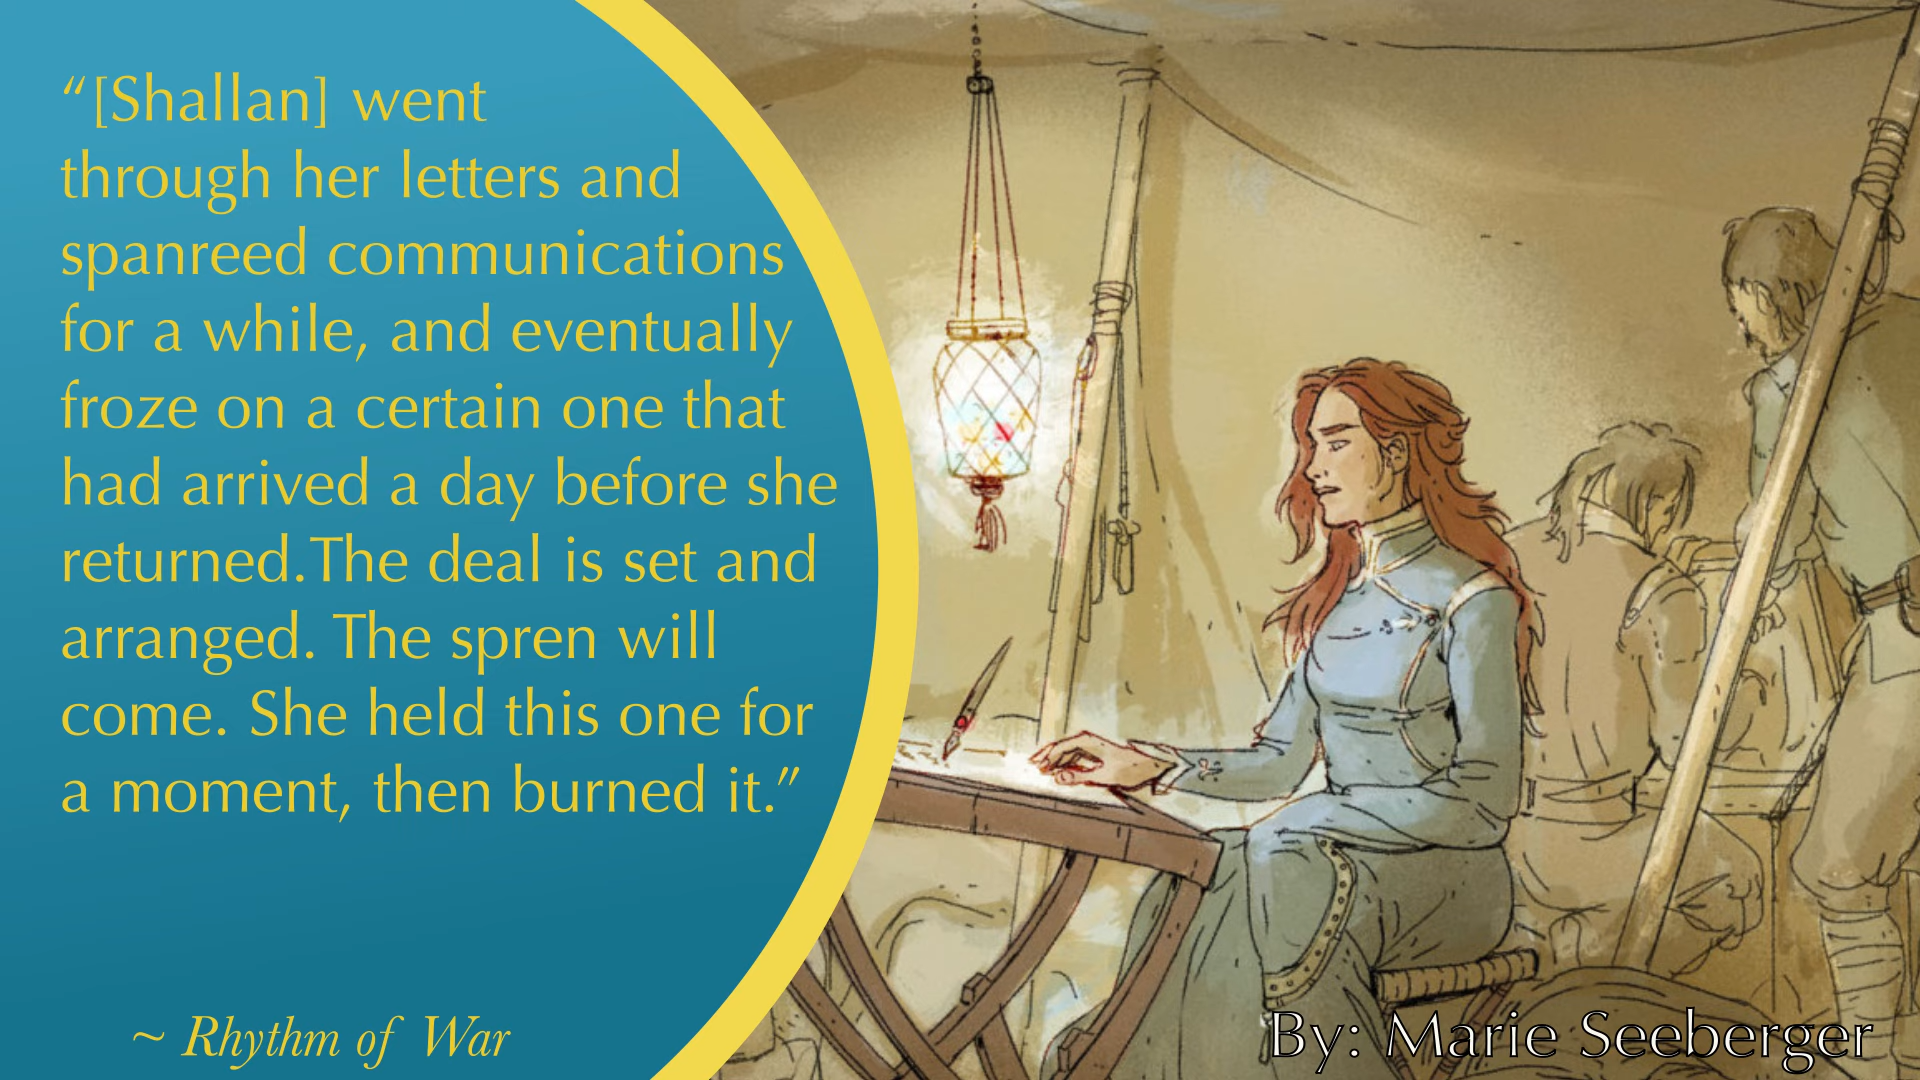 “[Shallan] went
through her letters and
spanreed communications
for a while, and eventually
froze on a certain one that
had arrived a day before she
returned.The deal is set and
arranged. The spren will
come. She held this one for
a moment, then burned it.”
~ Rhythm of War
By: Marie Seeberger